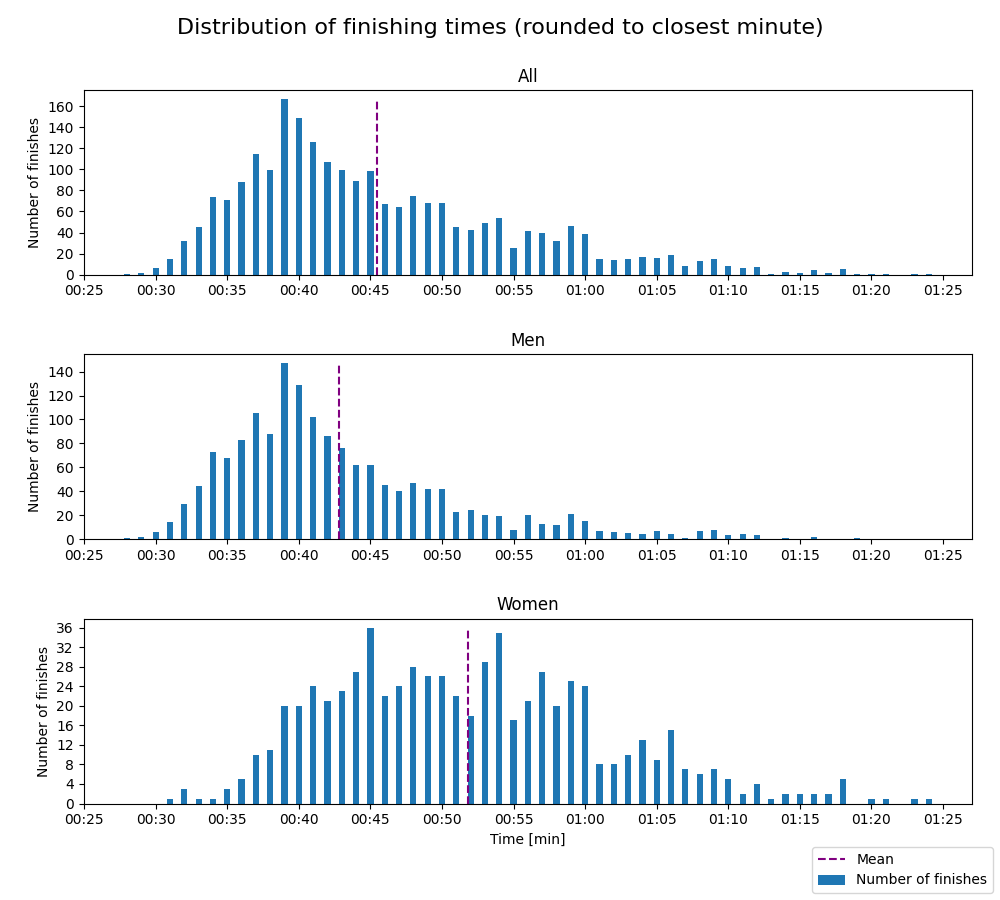 Distribution of finishing times (rounded to closest minute)
All
Number of finishes
160
140
120
100
80
60
40
20
0
00:25 00:30 00:35 00:40 00:45 00:50 00:55 01:00 01:05 01:10 01:15 01:20 01:25
Men
Number of finishes
140
120
100
80
60
40
20
0
00:25 00:30 00:35 00:40 00:45 00:50 00:55 01:00 01:05 01:10 01:15 01:20 01:25
Women
Number of finishes
36
32
28
24
20
16
12
8
4
0
00:25 00:30 00:35 00:40 00:45 00:50 00:55 01:00 01:05 01:10 01:15 01:20 01:25
Time [min]
Mean
Number of finishes